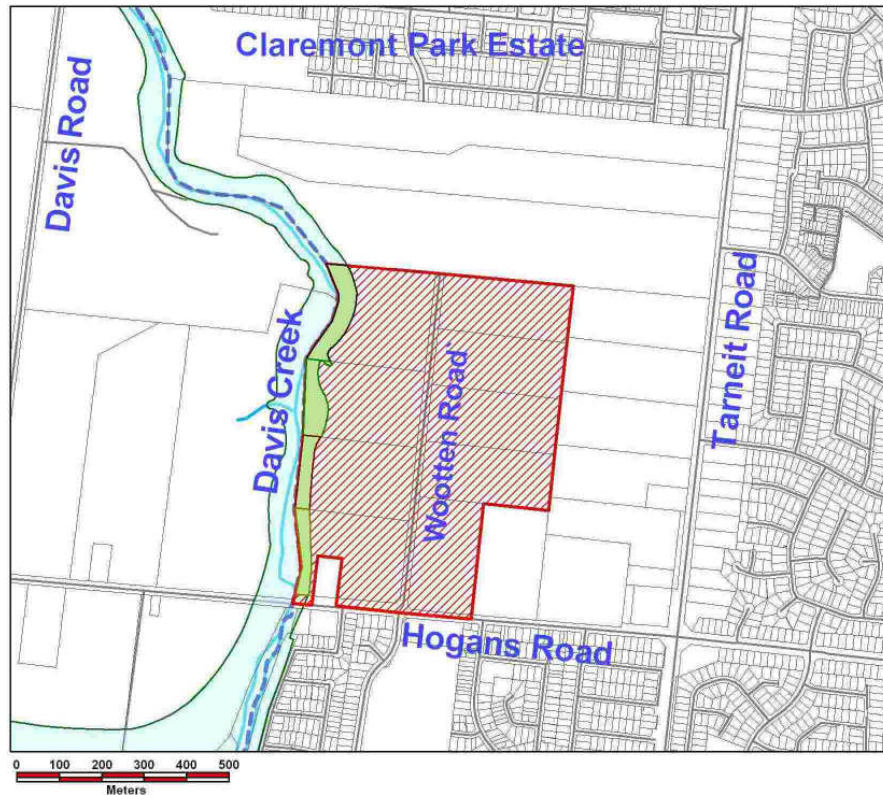 Claremont Park Estate
Davis Road
Davis Creek
Wootten Road`
Tarneit Road
Hogans Road
0 100 200 300 400 500
Meters